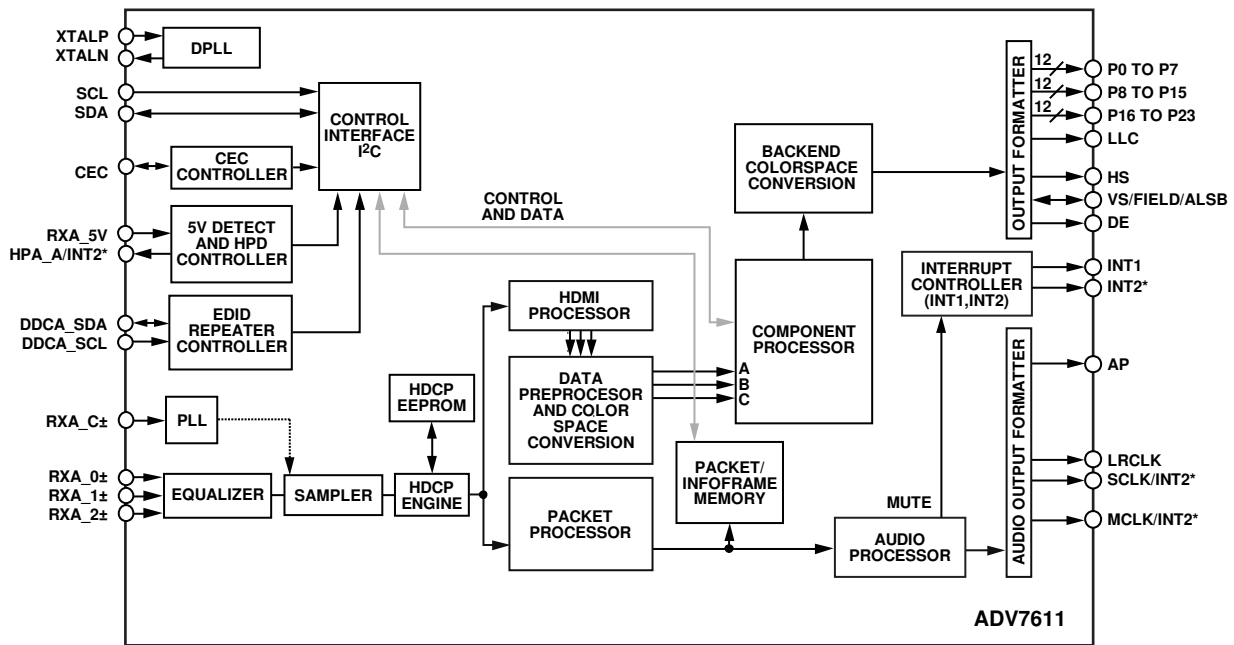 XTALP
XTALN
DPLL
SCL
SDA
CONTROL
INTERFACE
I2C
CEC
CEC
CONTROLLER
RXA_5V
HPA_A/INT2*
5V DETECT
AND HPD
CONTROLLER
DDCA_SDA
DDCA_SCL
EDID
REPEATER
CONTROLLER
RXA_C±
PLL
RXA_0±
RXA_1±
RXA_2±
EQUALIZER
SAMPLER
HDCP
EEPROM
HDCP
ENGINE
CONTROL
AND DATA
HDMI
PROCESSOR
DATA
PREPROCESOR
AND COLOR
SPACE
CONVERSION
PACKET
PROCESSOR
A
B
C
COMPONENT
PROCESSOR
BACKEND
COLORSPACE
CONVERSION
PACKET/
INFOFRAME
MEMORY
MUTE
AUDIO
PROCESSOR
INTERRUPT
CONTROLLER
(INT1,INT2)
OUTPUT FORMATTER
12
P0 TO P7
12
P8 TO P15
12
P16 TO P23
LLC
HS
VS/FIELD/ALSB
DE
INT1
INT2*
AUDIO OUTPUT FORMATTER
AP
LRCLK
SCLK/INT2*
MCLK/INT2*
ADV7611